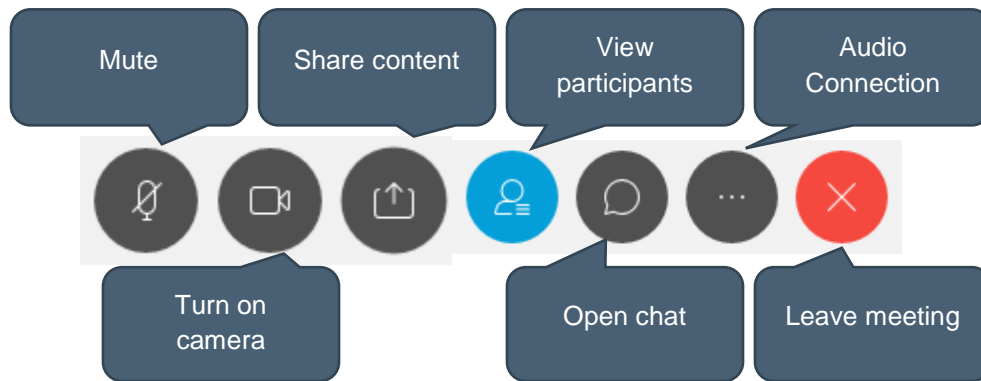 Mute
Share content
View
participants
Audio
Connection
Turn on
camera
Open chat
Leave meeting